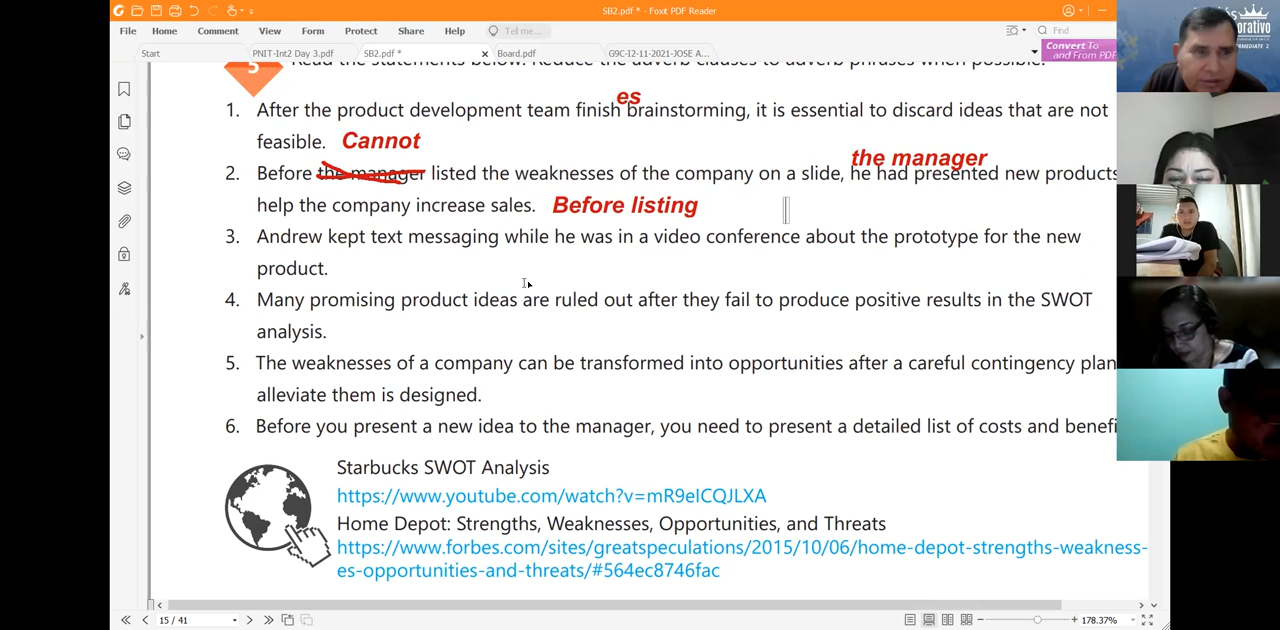 SB2.pdf * - Foxit PDF Reader
File Home Comment View Form Protect Share Help Tell me... Find
Start PNIT-Int2 Day 3.pdf SB2.pdf * Board.pdf G9C-I2-11-2021-JOSE A...
Convert To
and From PDF
5 Read the statements below. Reduce the adverb clauses to adverb phrases when possible.
es
1. After the product development team finish brainstorming, it is essential to discard ideas that are not
feasible. Cannot
the manager
2. Before the manager listed the weaknesses of the company on a slide, he had presented new products
help the company increase sales. Before listing
3. Andrew kept text messaging while he was in a video conference about the prototype for the new
product.
4. Many promising product ideas are ruled out after they fail to produce positive results in the SWOT
analysis.
5. The weaknesses of a company can be transformed into opportunities after a careful contingency plan
alleviate them is designed.
6. Before you present a new idea to the manager, you need to present a detailed list of costs and benefi
Starbucks SWOT Analysis
https://www.youtube.com/watch?v=mR9eICQJLXA
Home Depot: Strengths, Weaknesses, Opportunities, and Threats
https://www.forbes.com/sites/greatspeculations/2015/10/06/home-depot-strengths-weakness-
es-opportunities-and-threats/#564ec8746fac
15 / 41
178.37%